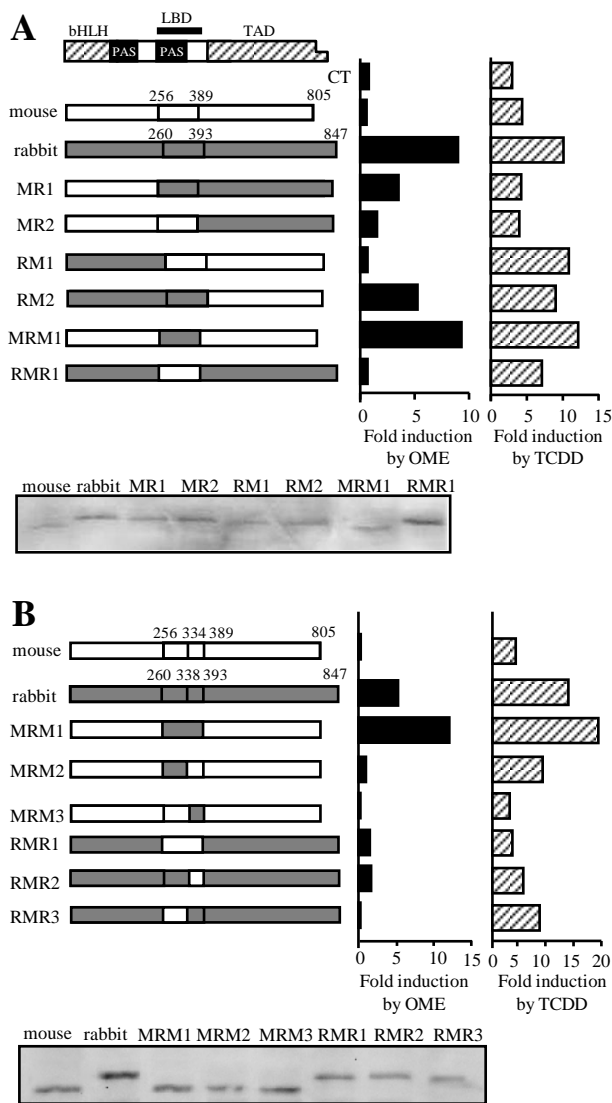 A
LBD
bHLH TAD
PAS PAS
CT
256 389 805
mouse
260 393 847
rabbit
MR1
MR2
RM1
RM2
MRM1
RMR1
0 5 10 0 5 10 15
Fold induction Fold induction
by OME by TCDD
mouse rabbit MR1 MR2 RM1 RM2 MRM1 RMR1
B
256 334 389 805
mouse
260 338 393 847
rabbit
MRM1
MRM2
MRM3
RMR1
RMR2
RMR3
0 5 10 15 0 5 10 15 20
Fold induction Fold induction
by OME by TCDD
mouse rabbit MRM1 MRM2 MRM3 RMR1 RMR2 RMR3